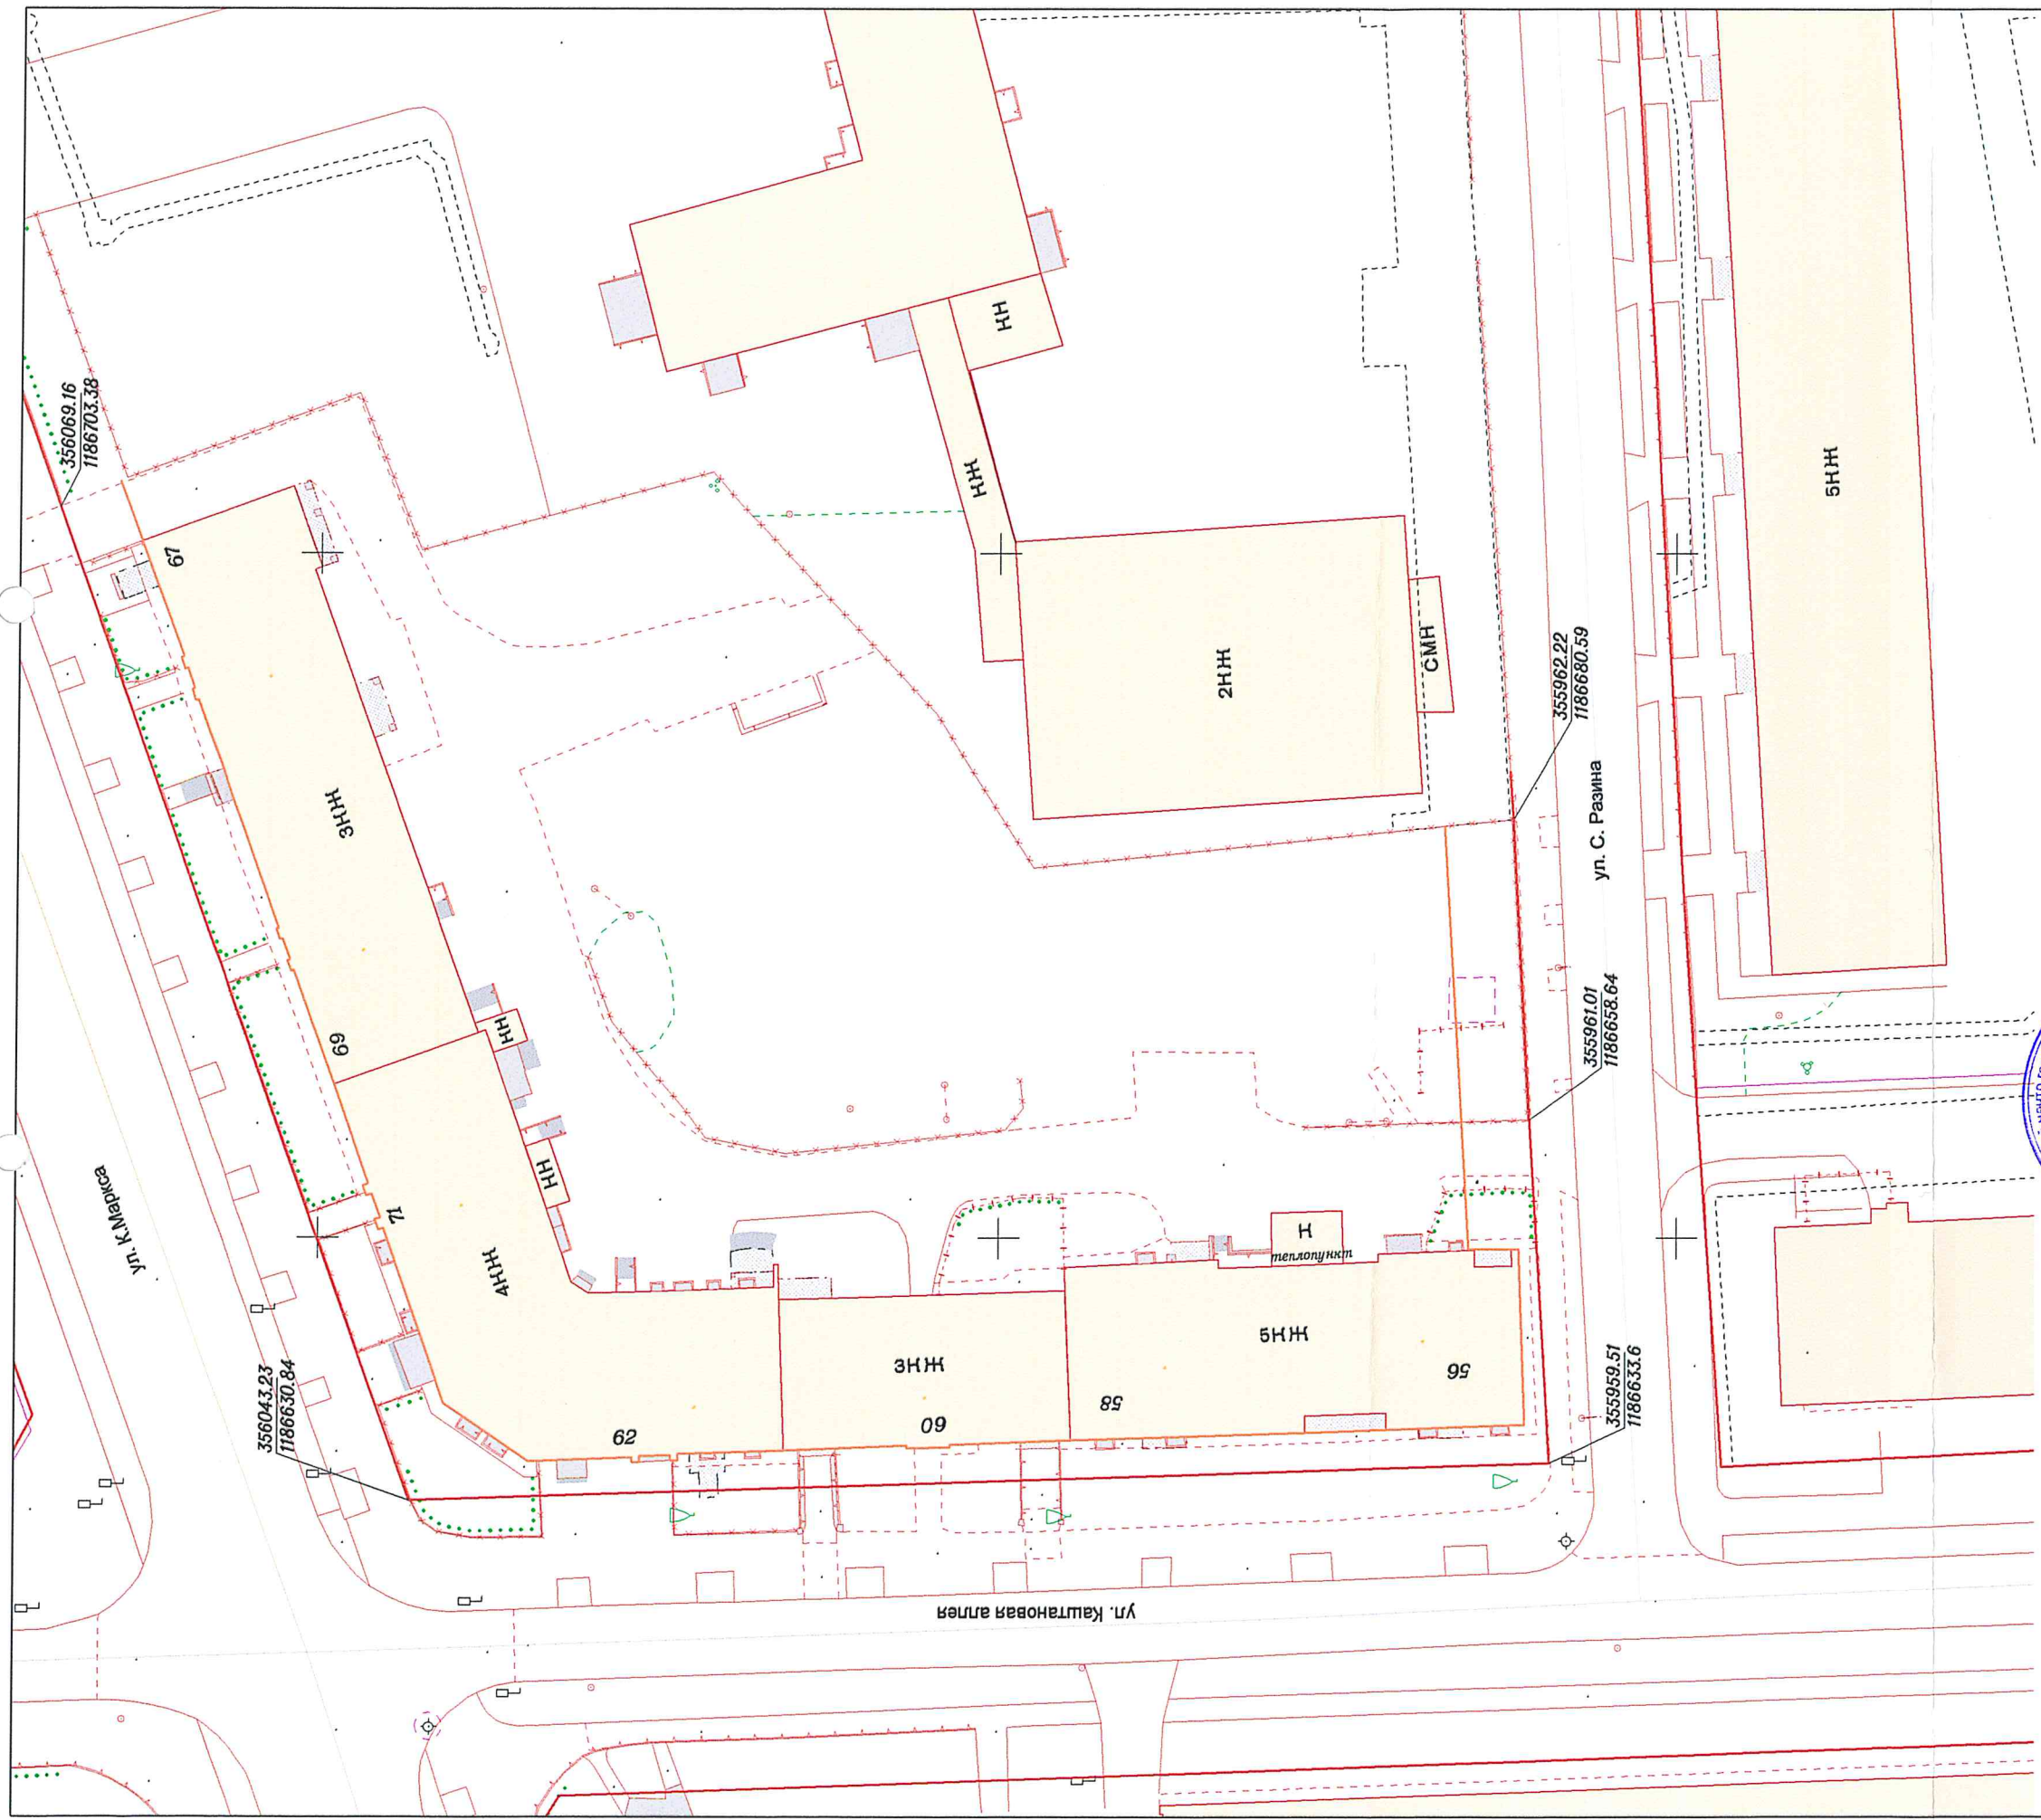 356069.16
1186703.38
67
3НЖ
69
НН
71
НН
4НЖ
62
356043.23
1186630.84
ул. К.Маркса
НН
НЖ
2НЖ
СМН
355962.22
1186680.59
ул. С. Разина
5НЖ
355961.01
1186658.64
Н
теплопункт
3НЖ
60
5НЖ
58
56
355959.51
1186633.6
ул. Каштановая аллея